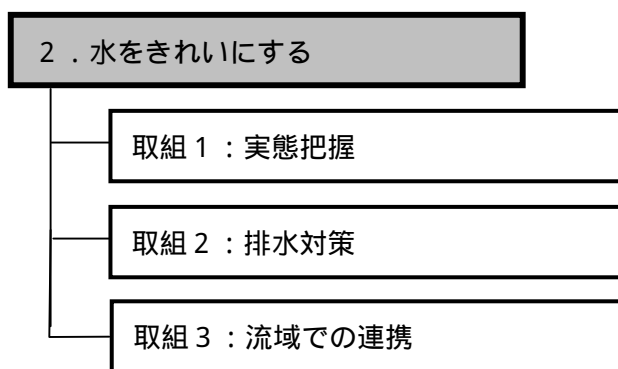 ２．水をきれいにする
取組１：実態把握
取組２：排水対策
取組３：流域での連携